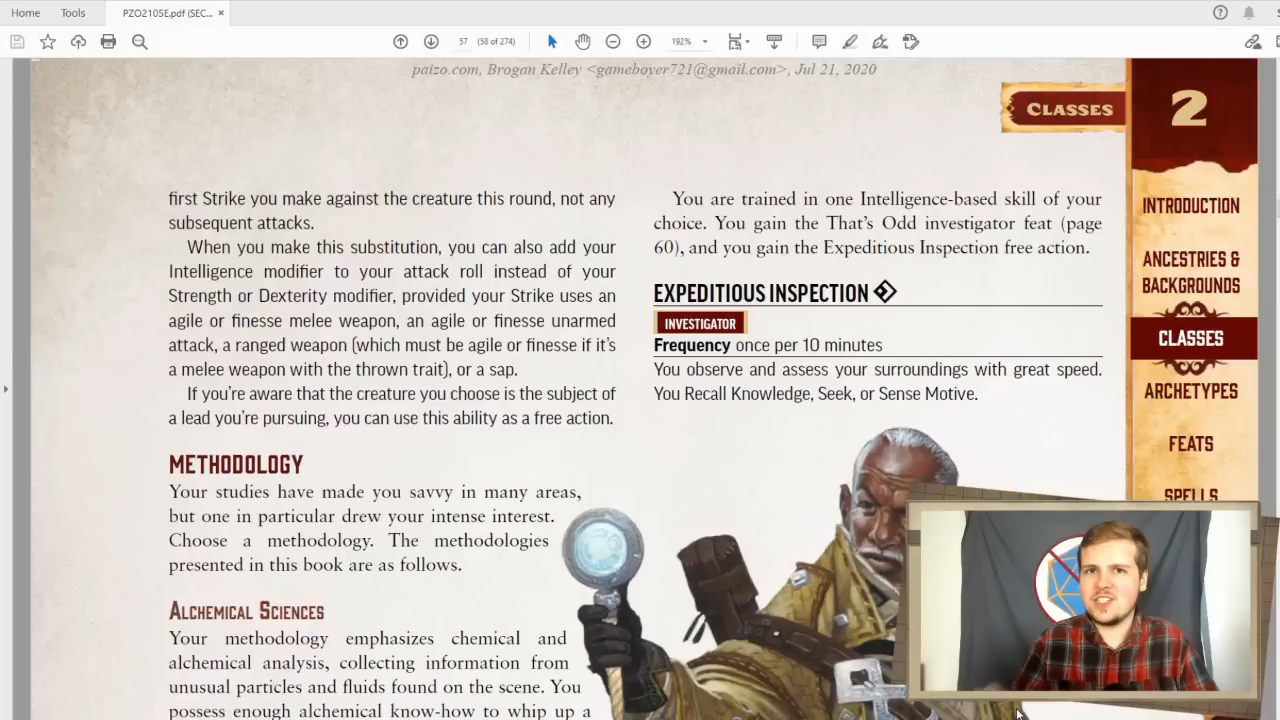 Home Tools PZO2105E.pdf (SEC... ×
57 (58 of 274) 192%
paizo.com, Brogan Kelley <gameboyer721@gmail.com>, Jul 21, 2020
CLASSES
2
first Strike you make against the creature this round, not any
subsequent attacks.
When you make this substitution, you can also add your
Intelligence modifier to your attack roll instead of your
Strength or Dexterity modifier, provided your Strike uses an
agile or finesse melee weapon, an agile or finesse unarmed
attack, a ranged weapon (which must be agile or finesse if it's
a melee weapon with the thrown trait), or a sap.
If you're aware that the creature you choose is the subject of
a lead you're pursuing, you can use this ability as a free action.
METHODOLOGY
Your studies have made you savvy in many areas,
but one in particular drew your intense interest.
Choose a methodology. The methodologies
presented in this book are as follows.
ALCHEMICAL SCIENCES
Your methodology emphasizes chemical and
alchemical analysis, collecting information from
unusual particles and fluids found on the scene. You
possess enough alchemical know-how to whip up a
You are trained in one Intelligence-based skill of your
choice. You gain the That's Odd investigator feat (page
60), and you gain the Expeditious Inspection free action.
EXPEDITIOUS INSPECTION
INVESTIGATOR
Frequency once per 10 minutes
You observe and assess your surroundings with great speed.
You Recall Knowledge, Seek, or Sense Motive.
INTRODUCTION
ANCESTRIES &
BACKGROUNDS
CLASSES
ARCHETYPES
FEATS
SPELLS